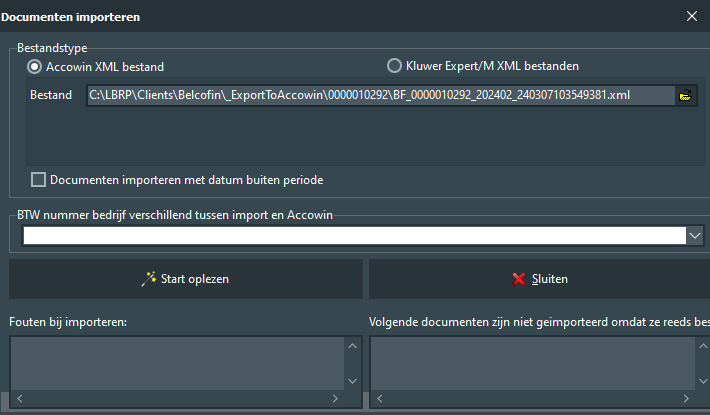 Documenten importeren
Bestandstype
Accowin XML bestand
Kluwer Expert/M XML bestanden
Bestand C:\LBRP\Clients\Belcofin\_ExportToAccowin\0000010292\BF_0000010292_202402_240307103549381.xml
Documenten importeren met datum buiten periode
BTW nummer bedrijf verschillend tussen import en Accowin
Start oplezen
Sluiten
Fouten bij importeren:
Volgende documenten zijn niet geimporteerd omdat ze reeds bes